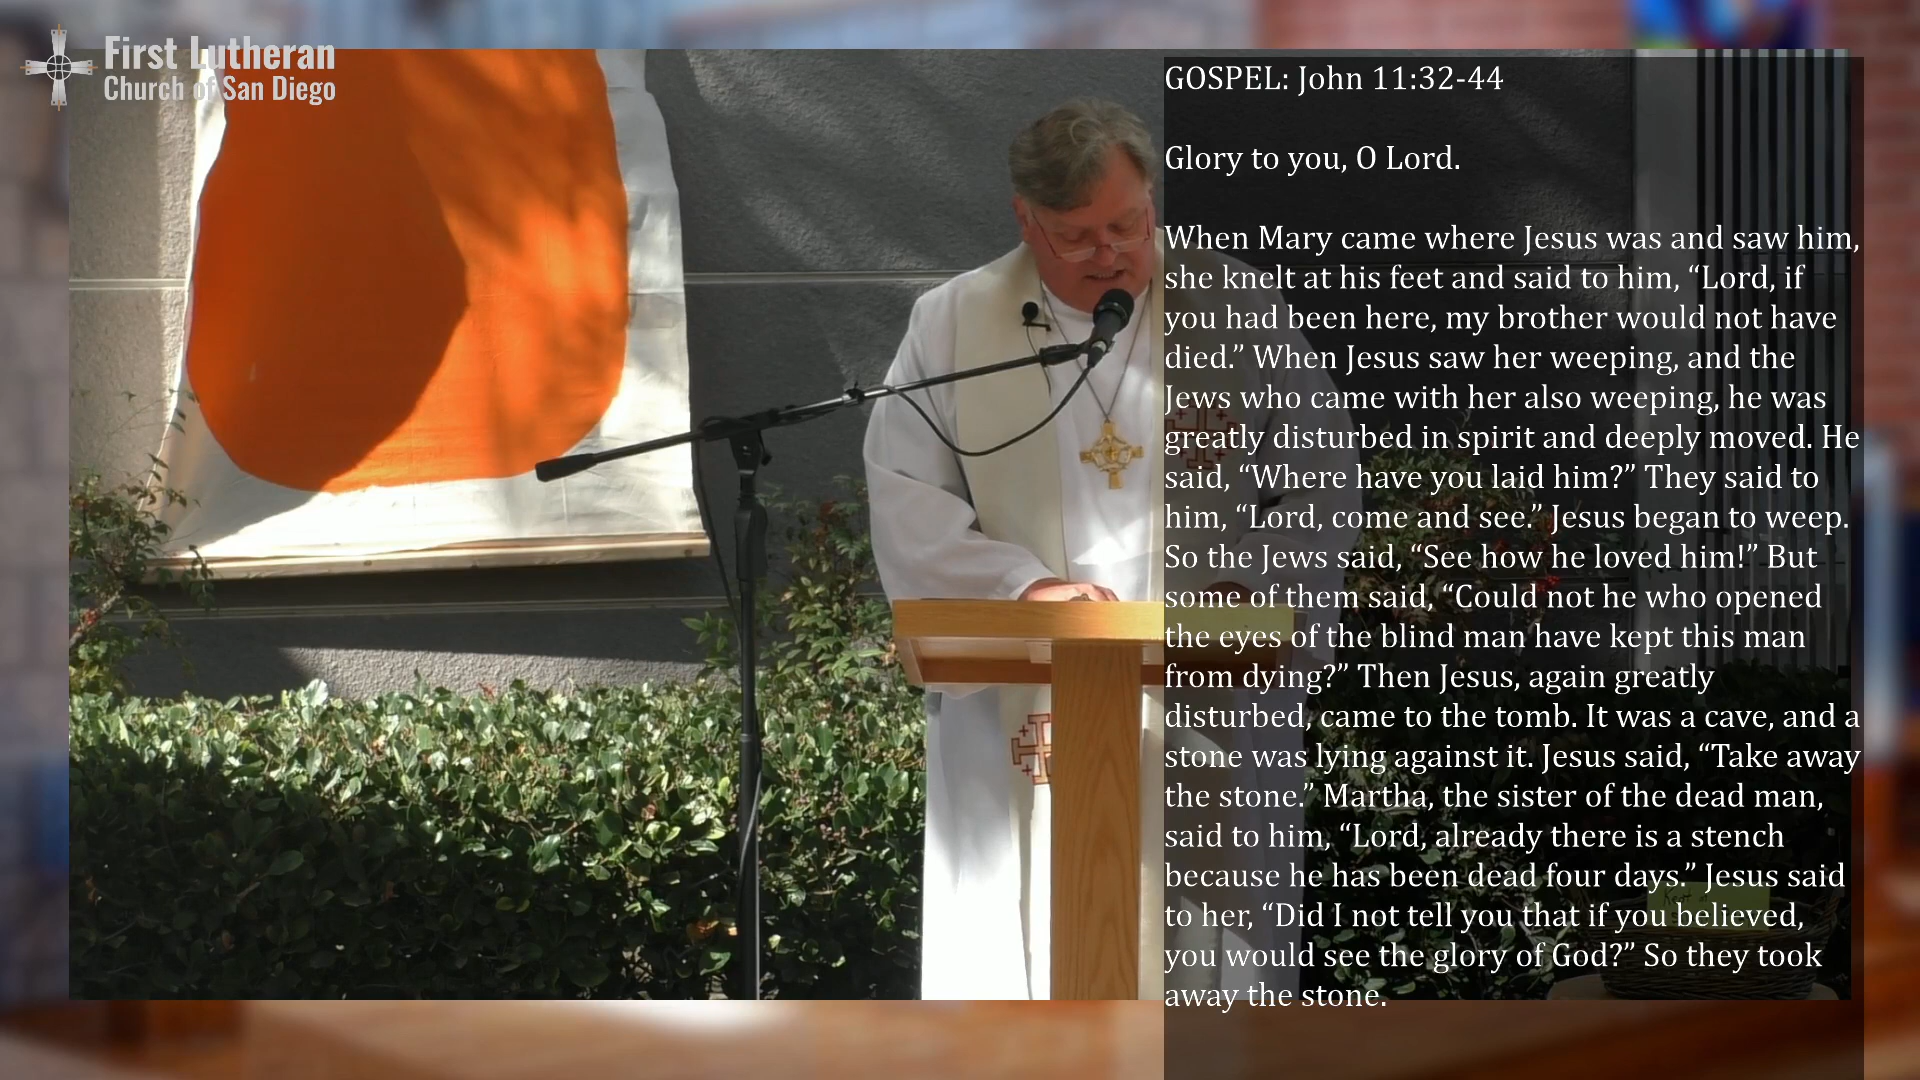 First Lutheran
Church of San Diego
GOSPEL: John 11:32-44
Glory to you, O Lord.
When Mary came where Jesus was and saw him,
she knelt at his feet and said to him, “Lord, if
you had been here, my brother would not have
died.” When Jesus saw her weeping, and the
Jews who came with her also weeping, he was
greatly disturbed in spirit and deeply moved. He
said, “Where have you laid him?” They said to
him, “Lord, come and see.” Jesus began to weep.
So the Jews said, “See how he loved him!” But
some of them said, “Could not he who opened
the eyes of the blind man have kept this man
from dying?” Then Jesus, again greatly
disturbed, came to the tomb. It was a cave, and a
stone was lying against it. Jesus said, “Take away
the stone.” Martha, the sister of the dead man,
said to him, “Lord, already there is a stench
because he has been dead four days.” Jesus said
to her, “Did I not tell you that if you believed,
you would see the glory of God?” So they took
away the stone.